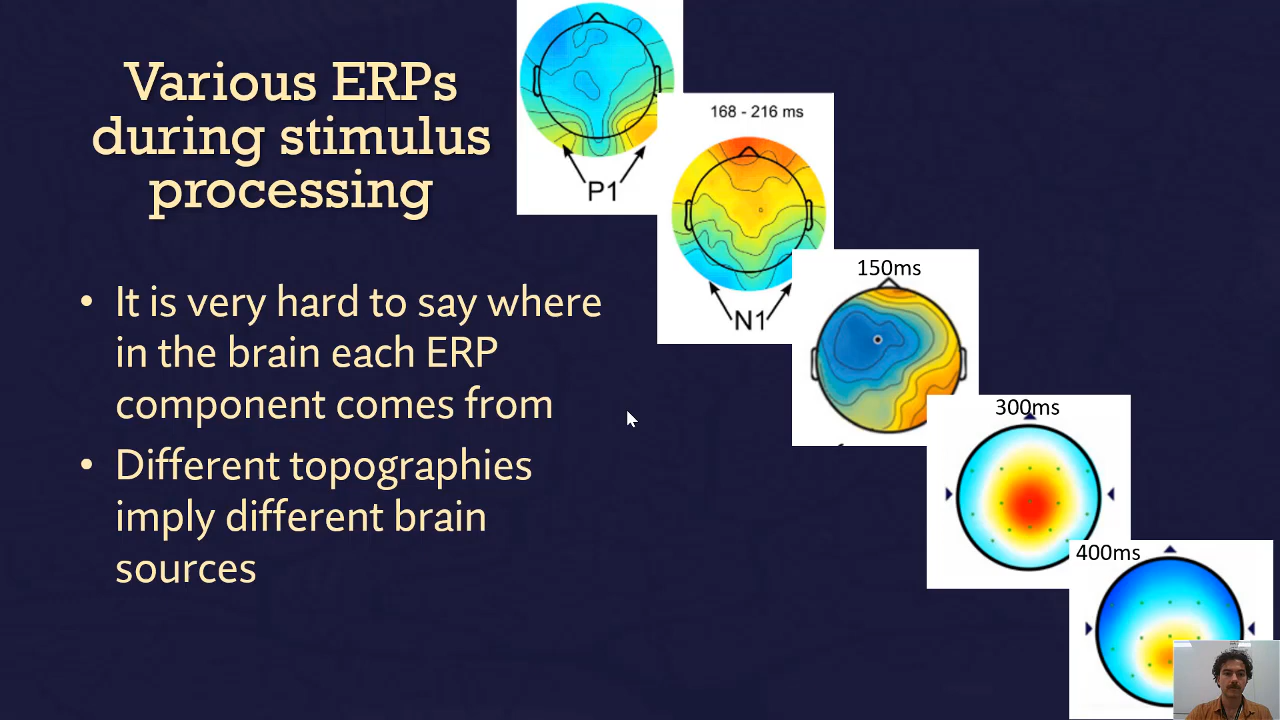 Various ERPs
during stimulus
processing
• It is very hard to say where
in the brain each ERP
component comes from
• Different topographies
imply different brain
sources
P1
168 - 216 ms
N1
150ms
300ms
400ms